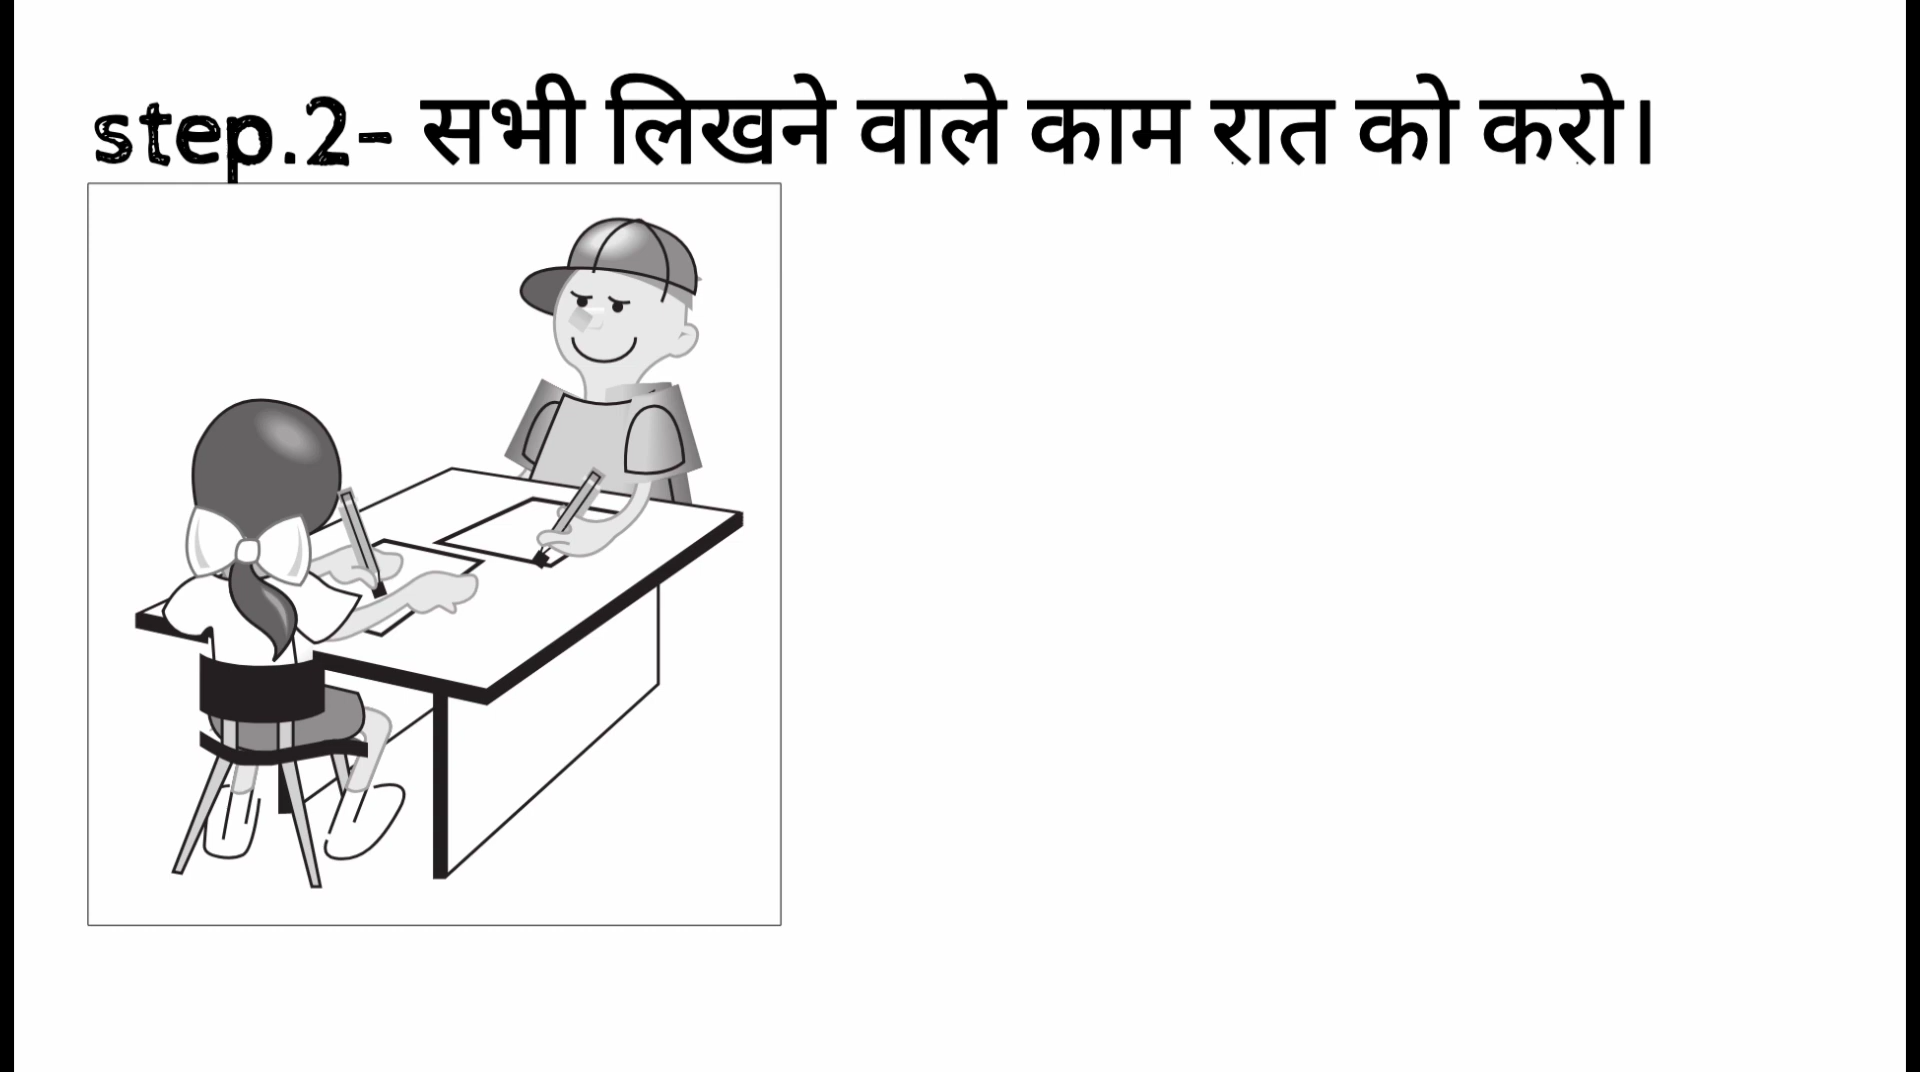 step.2- सभी लिखने वाले काम रात को करो।